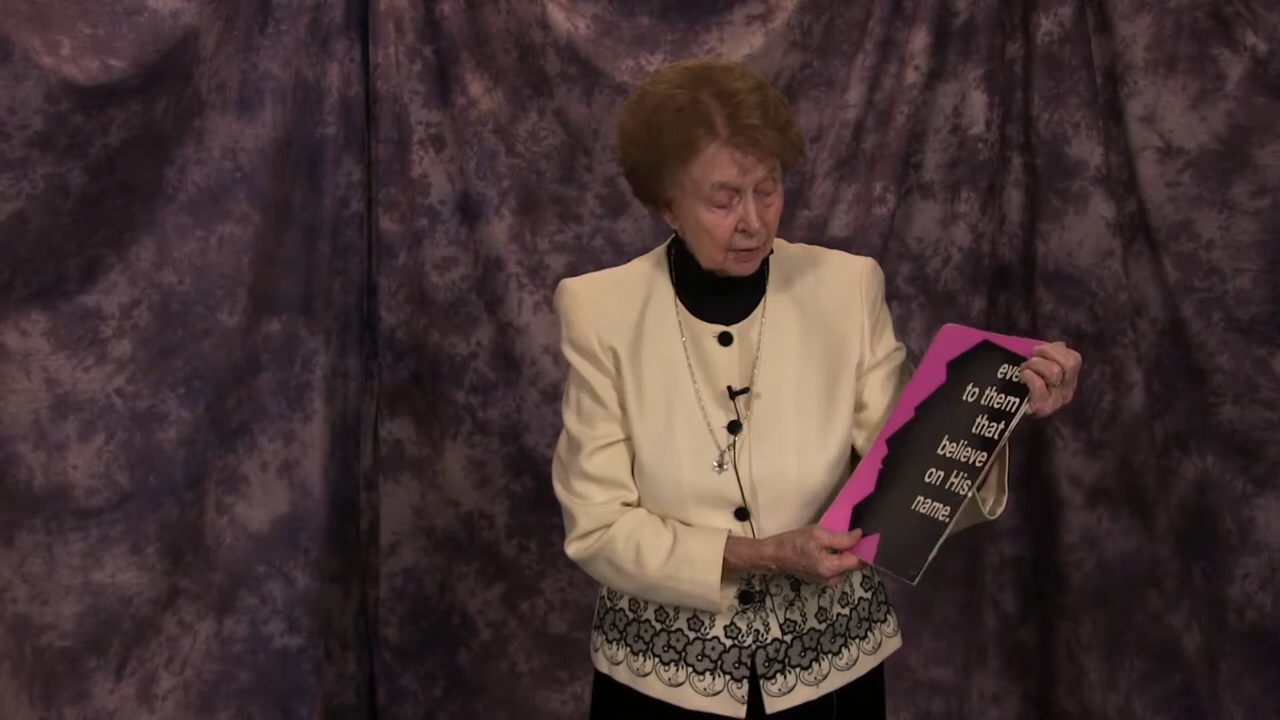 to them
that
believe
on His
name.